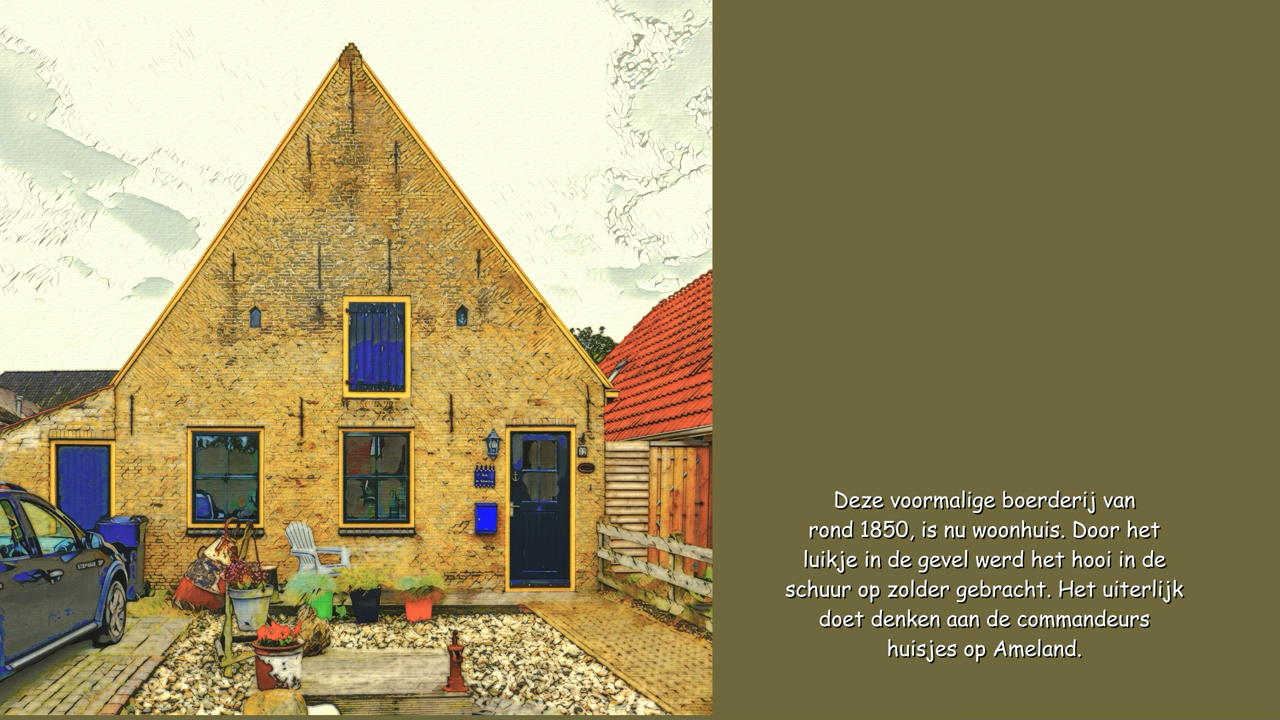 Deze voormalige boerderij van
rond 1850, is nu woonhuis. Door het
luikje in de gevel werd het hooi in de
schuur op zolder gebracht. Het uiterlijk
doet denken aan de commandeurs
huisjes op Ameland.